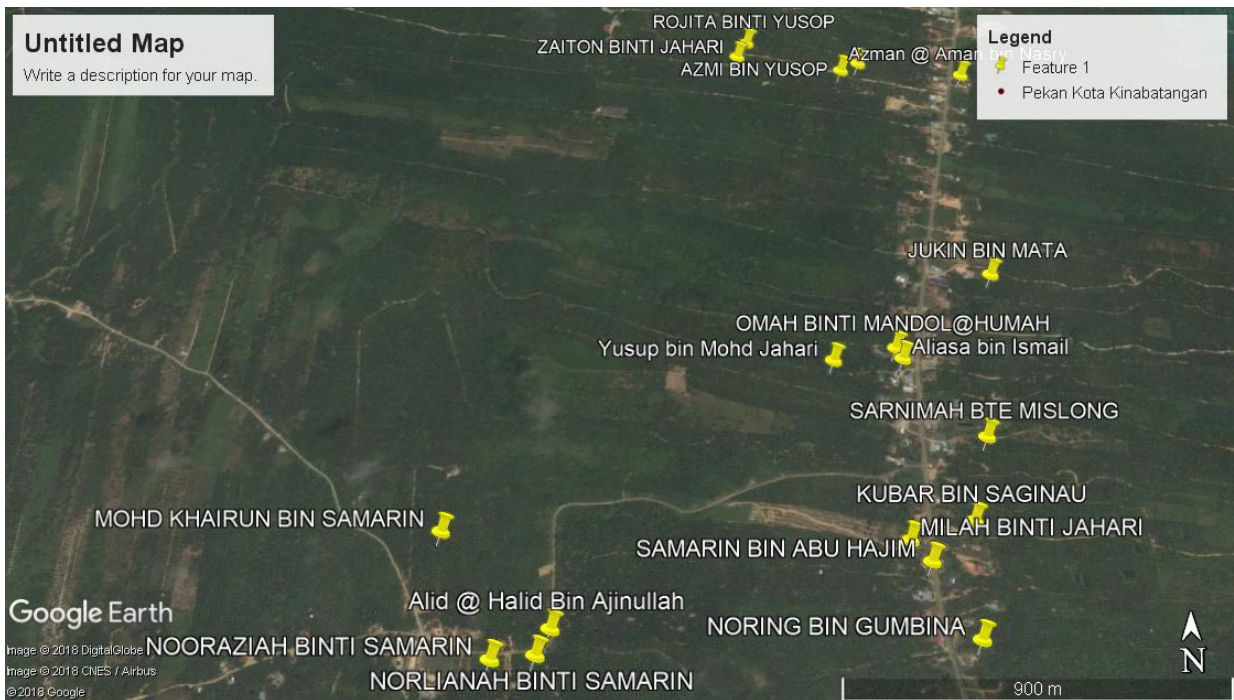 Untitled Map
Write a description for your map.
Legend
Feature 1
Pekan Kota Kinabatangan
ROJITA BINTI YUSOP
ZAITON BINTI JAHARI
Azman @ Aman bin Nasry
AZMI BIN YUSOP
JUKIN BIN MATA
OMAH BINTI MANDOL@HUMAH
Yusup bin Mohd Jahari
Aliasa bin Ismail
SARNIMAH BTE MISLONG
KUBAR BIN SAGINAU
MOHD KHAIRUN BIN SAMARIN
MILAH BINTI JAHARI
SAMARIN BIN ABU HAJIM
Alid @ Halid Bin Ajinullah
NORING BIN GUMBINA
NOORAZIAH BINTI SAMARIN
NORLIANAH BINTI SAMARIN
Google Earth
Image © 2018 DigitalGlobe
Image © 2018 CNES / Airbus
© 2018 Google
N
900 m